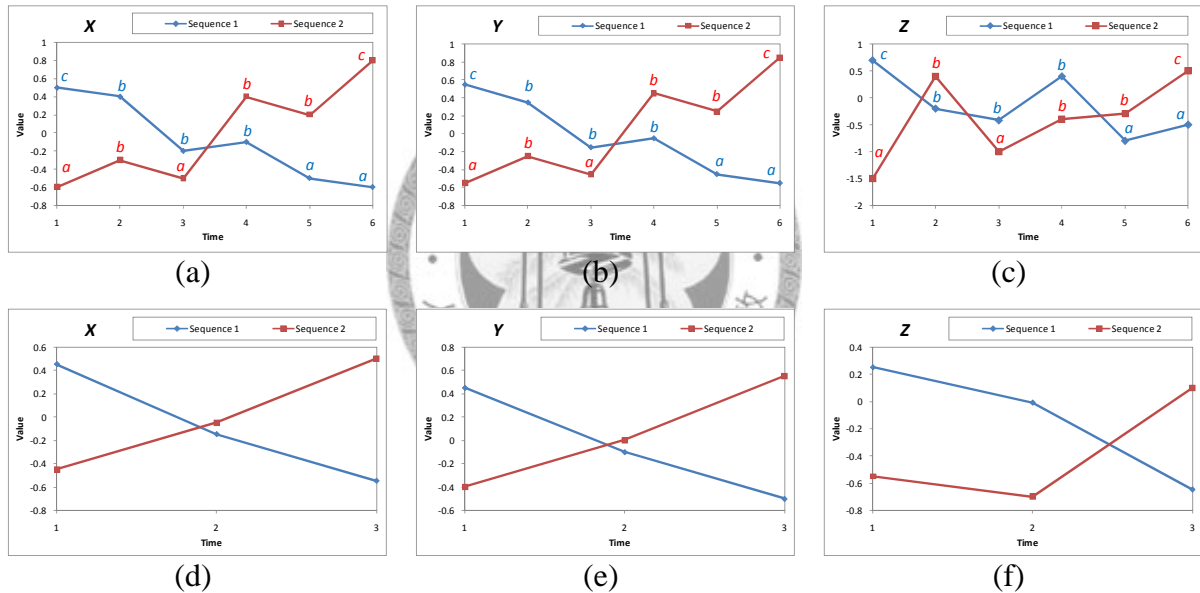 X
Sequence 1 Sequence 2
1
0.8
0.6
0.4
0.2
0
-0.2
-0.4
-0.6
-0.8
Value
c b b b a a
a b a b b c
1 2 3 4 5 6
Time
(a)
Y
Sequence 1 Sequence 2
1
0.8
0.6
0.4
0.2
0
-0.2
-0.4
-0.6
-0.8
Value
c b b b a a
a b a b b c
1 2 3 4 5 6
Time
(b)
Z
Sequence 1 Sequence 2
1
0.5
0
-0.5
-1
-1.5
-2
Value
c b b b a a
a b a b b c
1 2 3 4 5 6
Time
(c)
X
Sequence 1 Sequence 2
0.6
0.4
0.2
0
-0.2
-0.4
-0.6
-0.8
Value
1 2 3
Time
(d)
Y
Sequence 1 Sequence 2
0.8
0.6
0.4
0.2
0
-0.2
-0.4
-0.6
Value
1 2 3
Time
(e)
Z
Sequence 1 Sequence 2
0.4
0.2
0
-0.2
-0.4
-0.6
-0.8
Value
1 2 3
Time
(f)